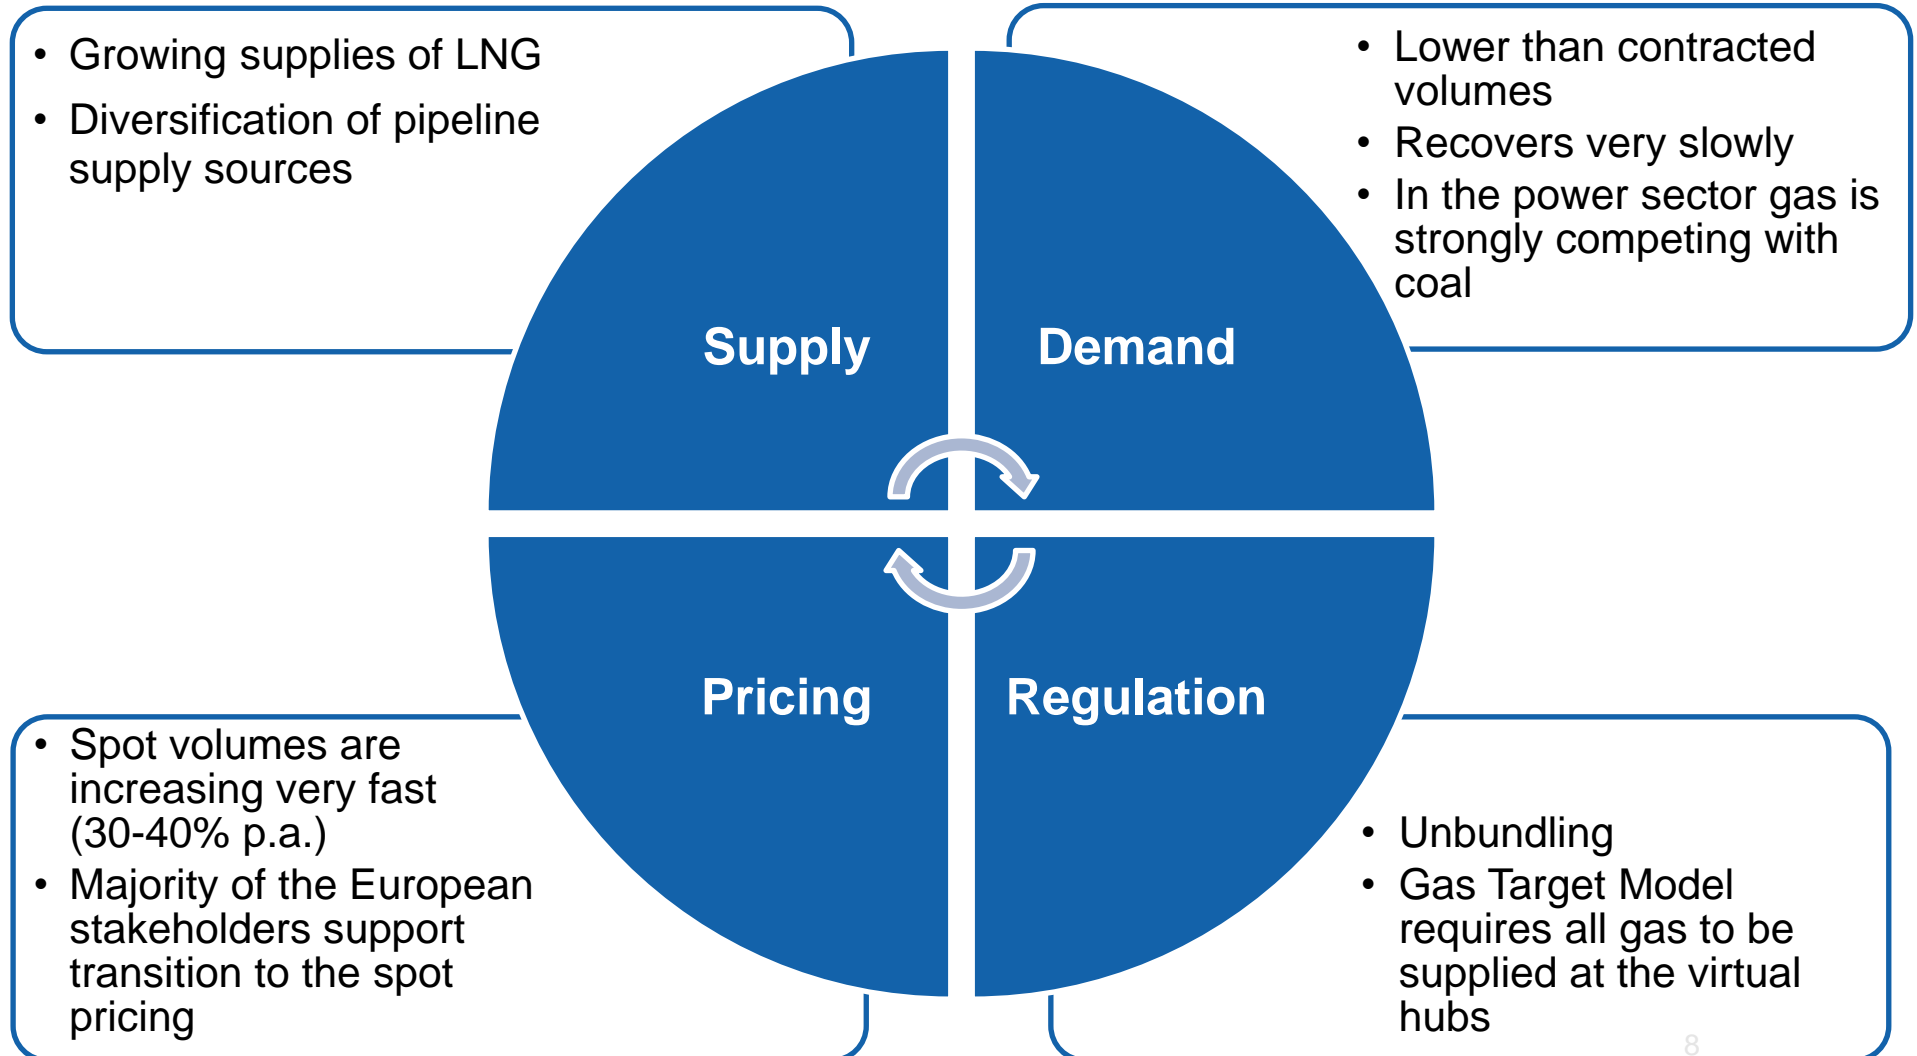 • Growing supplies of LNG
• Diversification of pipeline
supply sources
• Lower than contracted
volumes
• Recovers very slowly
• In the power sector gas is
strongly competing with
coal
Supply
Demand
Pricing
Regulation
• Spot volumes are
increasing very fast
(30-40% p.a.)
• Majority of the European
stakeholders support
transition to the spot
pricing
• Unbundling
• Gas Target Model
requires all gas to be
supplied at the virtual
hubs
8